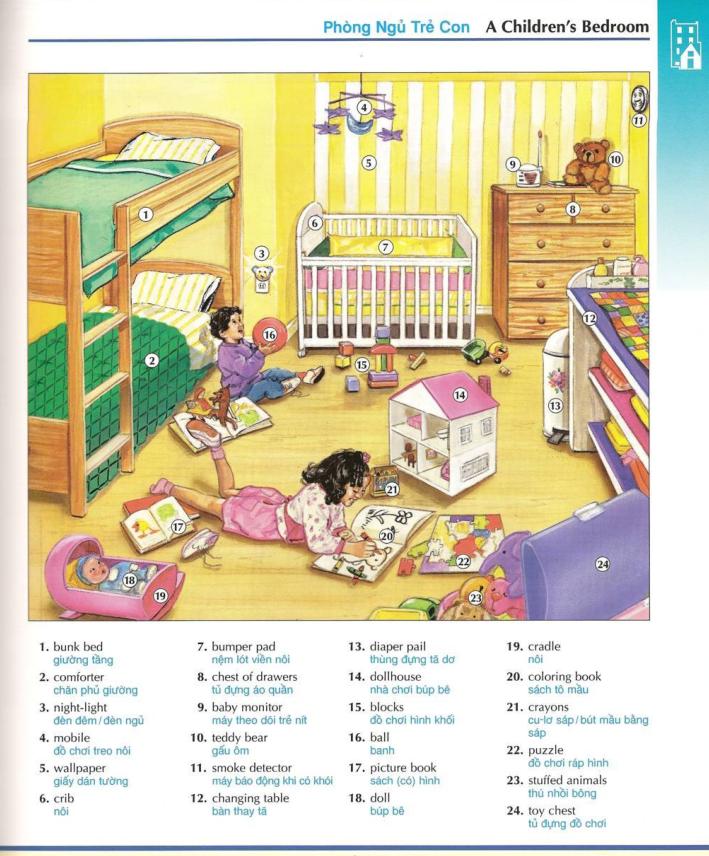 Phòng Ngủ Trẻ Con A Children's Bedroom
4
11
5
9
10
1
6
8
3
7
12
16
2
15
14
13
21
17
20
22
24
18
19
23
1. bunk bed
giường tầng
2. comforter
chăn phủ giường
3. night-light
đèn đêm / đèn ngủ
4. mobile
đồ chơi treo nôi
5. wallpaper
giấy dán tường
6. crib
nôi
7. bumper pad
nệm lót viền nôi
8. chest of drawers
tủ đựng áo quần
9. baby monitor
máy theo dõi trẻ nít
10. teddy bear
gấu ôm
11. smoke detector
máy báo động khi có khói
12. changing table
bàn thay tã
13. diaper pail
thùng đựng tã dơ
14. dollhouse
nhà chơi búp bê
15. blocks
đồ chơi hình khối
16. ball
banh
17. picture book
sách (có) hình
18. doll
búp bê
19. cradle
nôi
20. coloring book
sách tô mầu
21. crayons
cu-lơ sáp / bút mầu bằng
sáp
22. puzzle
đồ chơi ráp hình
23. stuffed animals
thú nhồi bông
24. toy chest
tủ đựng đồ chơi